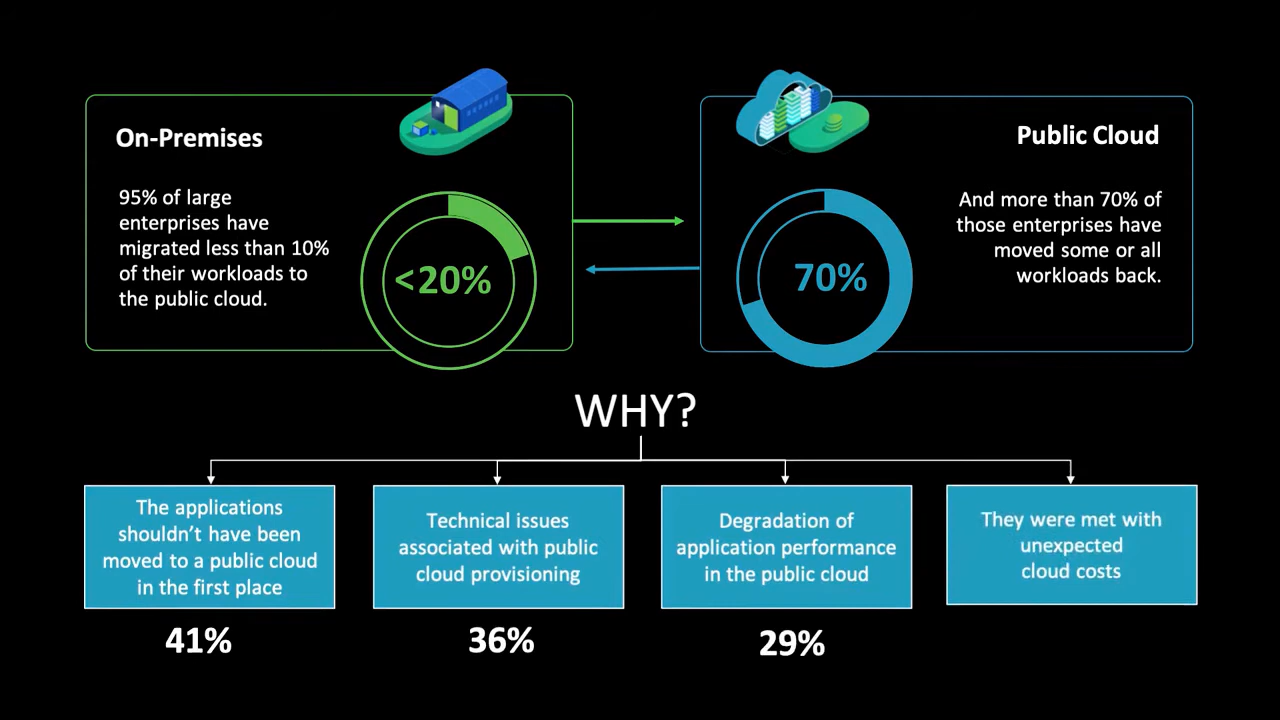 On-Premises
95% of large
enterprises have
migrated less than 10%
of their workloads to
the public cloud.
<20%
Public Cloud
And more than 70% of
those enterprises have
moved some or all
workloads back.
70%
WHY?
The applications
shouldn’t have been
moved to a public cloud
in the first place
41%
Technical issues
associated with public
cloud provisioning
36%
Degradation of
application performance
in the public cloud
29%
They were met with
unexpected
cloud costs